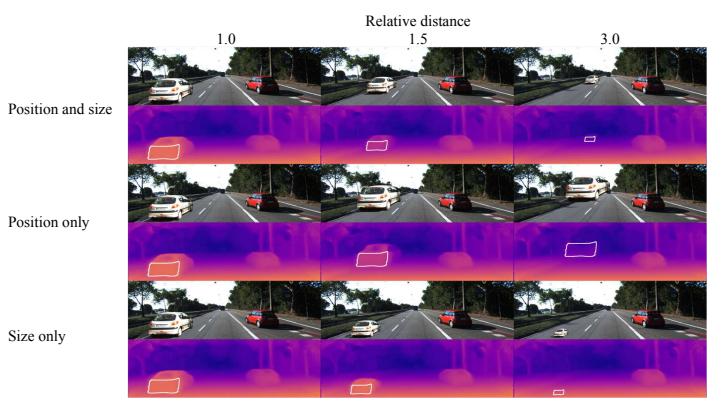 Relative distance
1.0 1.5 3.0
Position and size
Position only
Size only